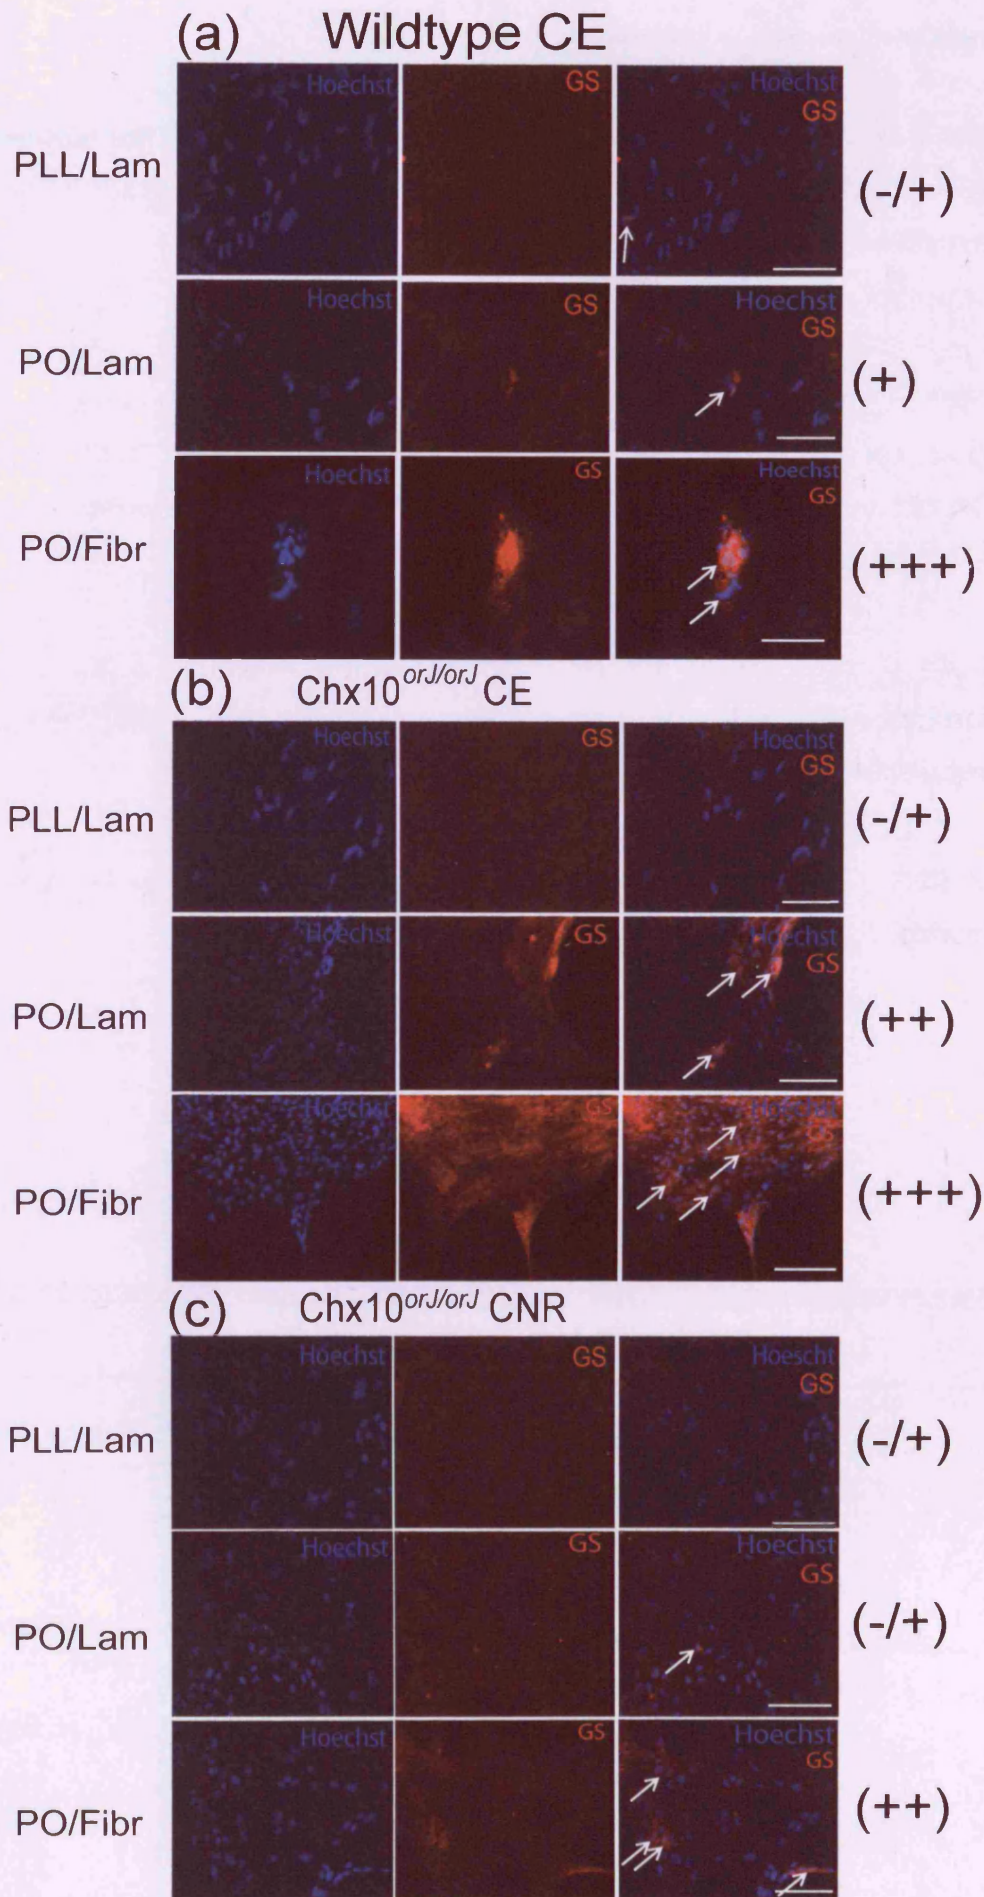 (a) Wildtype CE
PLL/Lam Hoechst GS Hoechst GS (-/+)
PO/Lam Hoechst GS Hoechst GS (+)
PO/Fibr Hoechst GS Hoechst GS (+++)
(b) Chx10orJ/orJ CE
PLL/Lam Hoechst GS Hoechst GS (-/+)
PO/Lam Hoechst GS Hoechst GS (++)
PO/Fibr Hoechst GS Hoechst GS (+++)
(c) Chx10orJ/orJ CNR
PLL/Lam Hoechst GS Hoescht GS (-/+)
PO/Lam Hoechst GS Hoechst GS (-/+)
PO/Fibr Hoechst GS Hoechst GS (++)